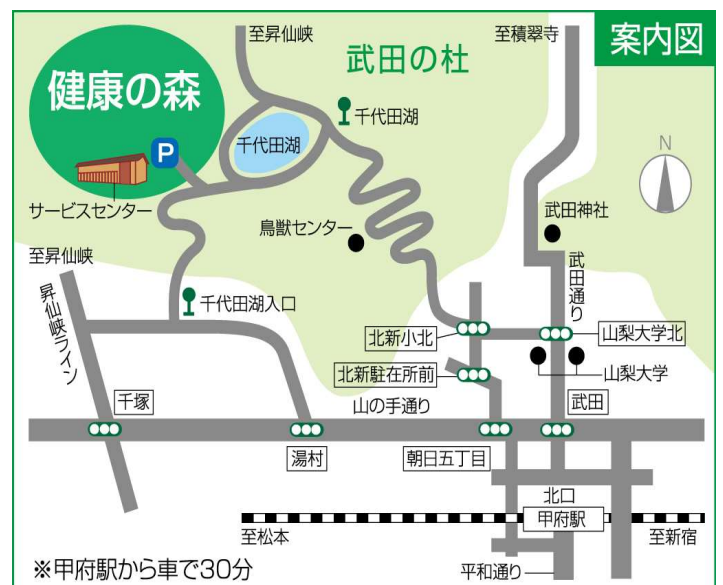 案内図
至昇仙峡
至積翠寺
武田の杜
健康の森
千代田湖
千代田湖
P
N
サービスセンター
鳥獣センター
武田神社
至昇仙峡
武田通り
昇仙峡ライン
千代田湖入口
北新小北
山梨大学北
北新駐在所前
山梨大学
千塚
山の手通り
武田
湯村
朝日五丁目
北口
甲府駅
至松本
至新宿
※甲府駅から車で30分
平和通り